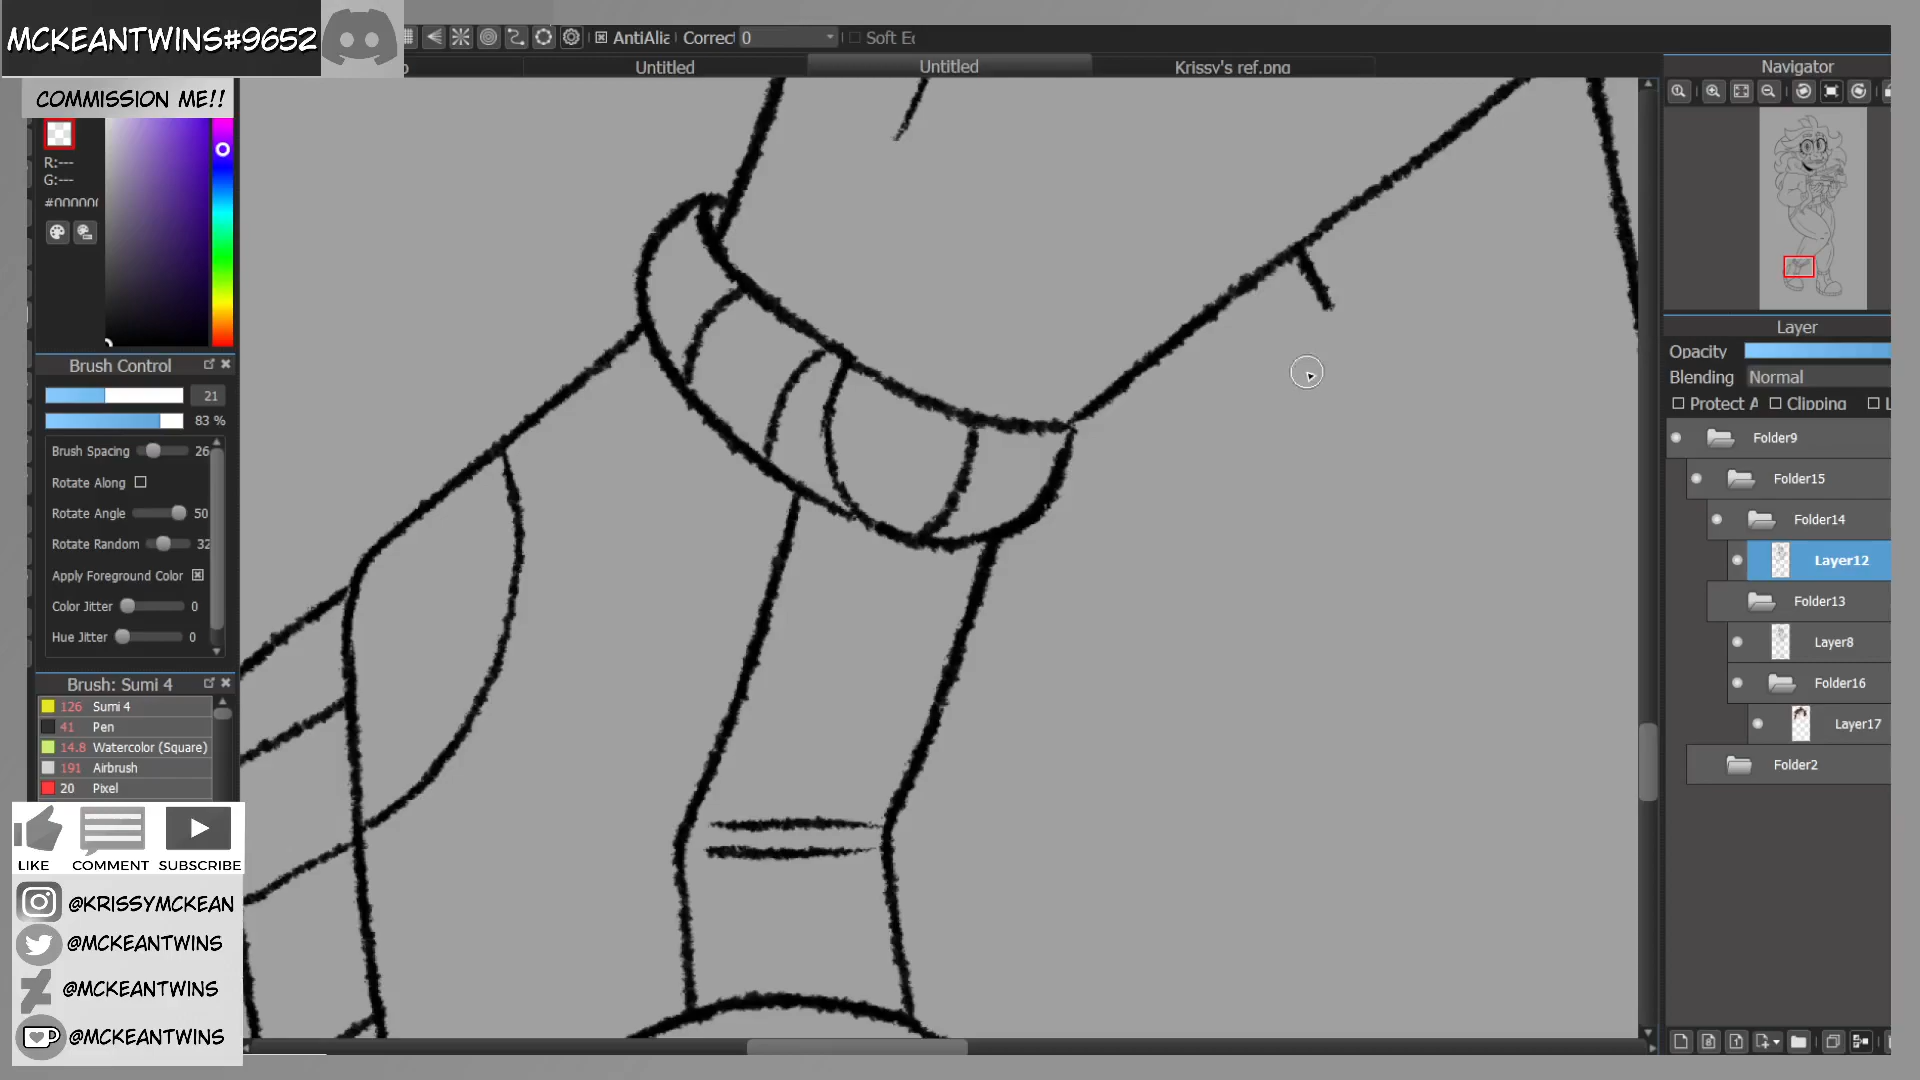 MCKEANTWINS#9652
COMMISSION ME!!
AntiAlia
Correct 0
Soft Ec
Untitled
Untitled
Krissy's ref.png
Navigator
R:---
G:---
#000000
Brush Control
21
83 %
Brush Spacing 26
Rotate Along
Rotate Angle 50
Rotate Random 32
Apply Foreground Color
Color Jitter 0
Hue Jitter 0
Brush: Sumi 4
126 Sumi 4
41 Pen
14.8 Watercolor (Square)
191 Airbrush
20 Pixel
LIKE COMMENT SUBSCRIBE
@KRISSYMCKEAN
@MCKEANTWINS
@MCKEANTWINS
@MCKEANTWINS
Layer
Opacity
Blending Normal
Protect A
Clipping
L
Folder9
Folder15
Folder14
Layer12
Folder13
Layer8
Folder16
Layer17
Folder2